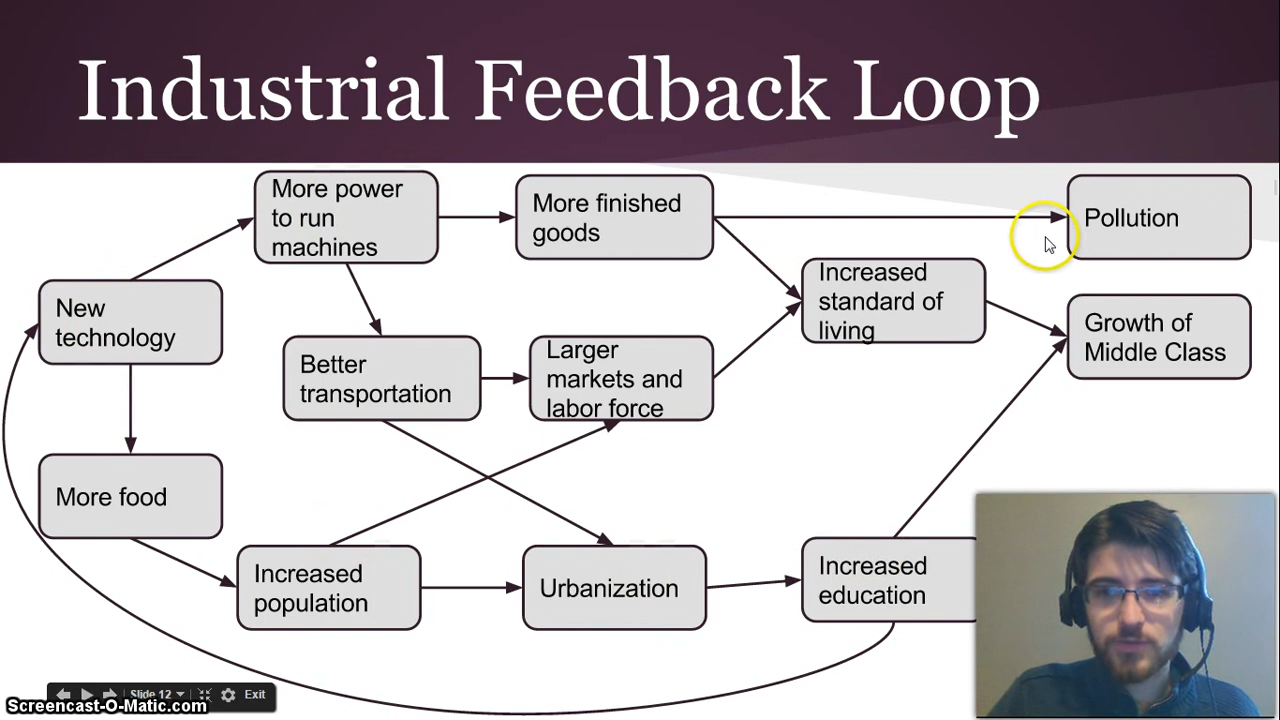 Industrial Feedback Loop
More power
to run
machines
More finished
goods
Pollution
New
technology
Increased
standard of
living
Growth of
Middle Class
Better
transportation
Larger
markets and
labor force
More food
Increased
population
Urbanization
Increased
education
Slide 12
Exit
Screencast-O-Matic.com